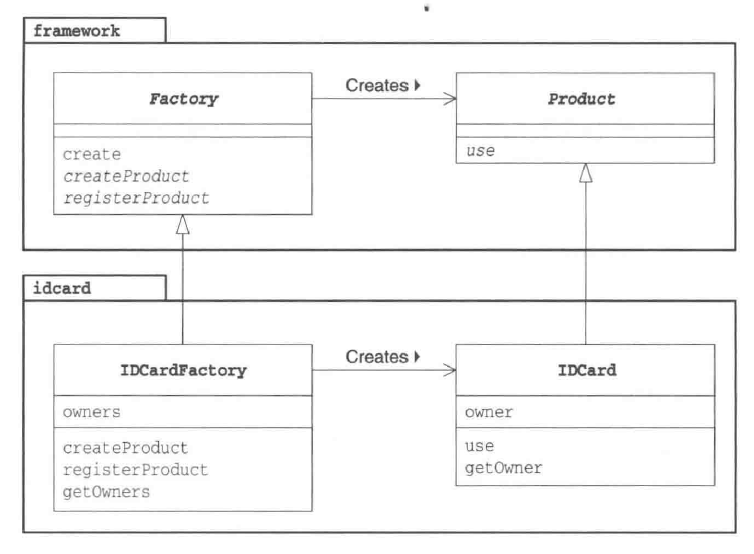 framework
Factory
Creates
Product
create
createProduct
registerProduct
use
idcard
IDCardFactory
Creates
IDCard
owners
owner
createProduct
registerProduct
getOwners
use
getOwner